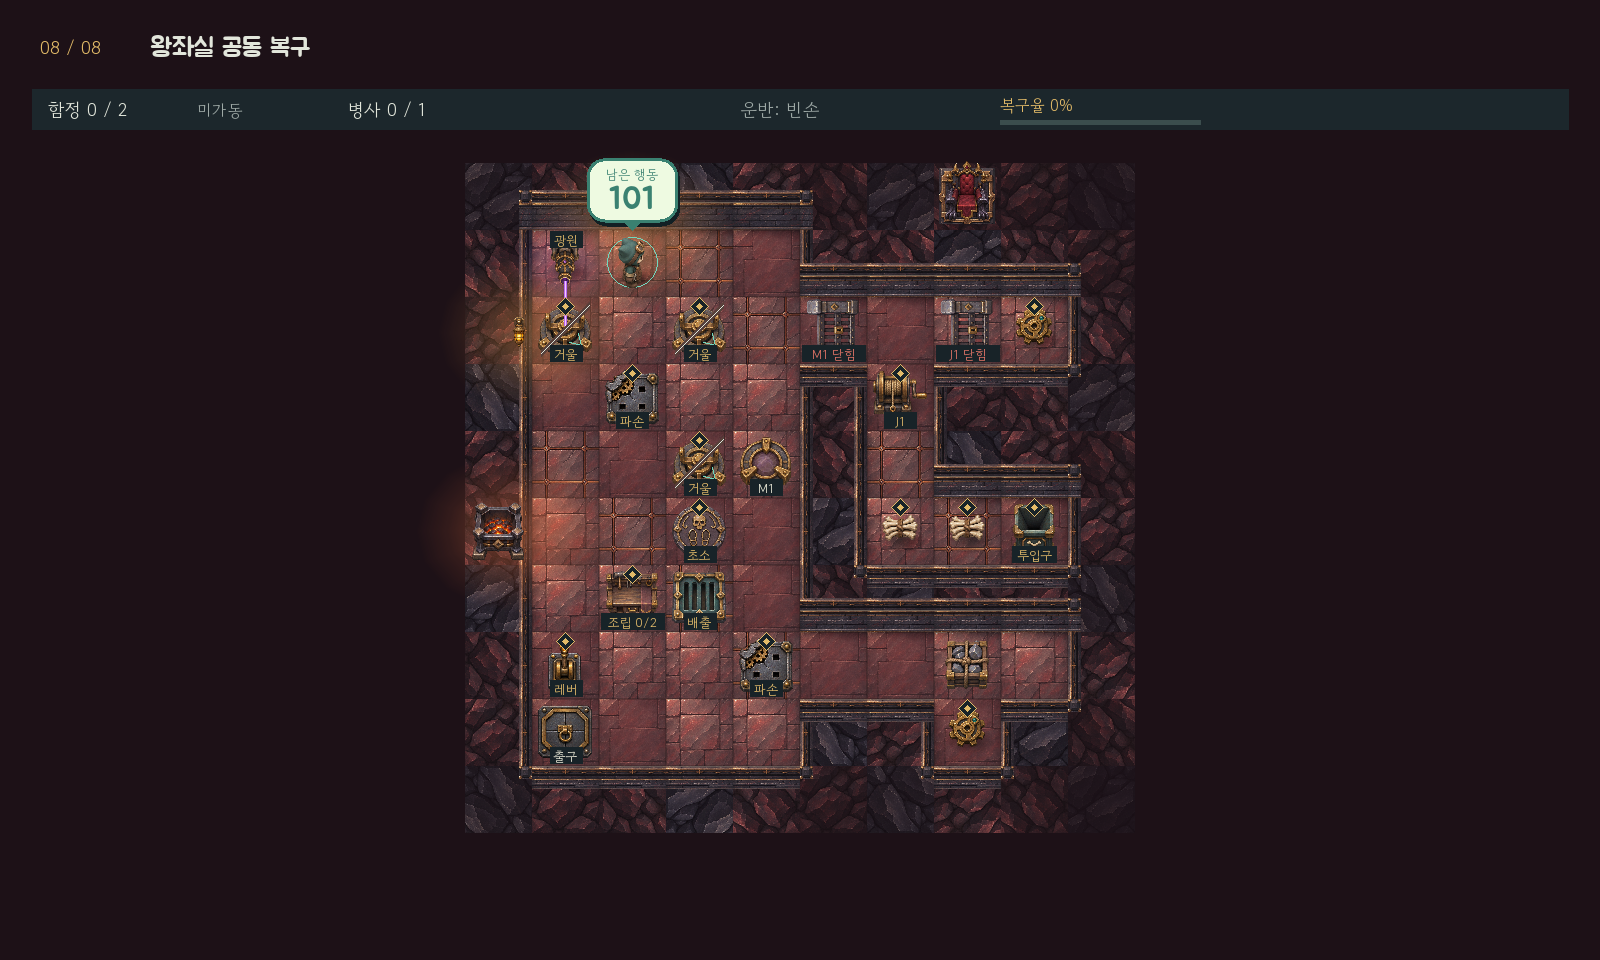 08 / 08
왕좌실 공동 복구
함정 0 / 2
미가동
병사 0 / 1
운반: 빈손
복구율 0%
남은 행동
101
광원
거울
거울
M1 닫힘
J1 닫힘
파손
J1
거울
M1
초소
투입구
조립 0/2
배출
레버
파손
출구